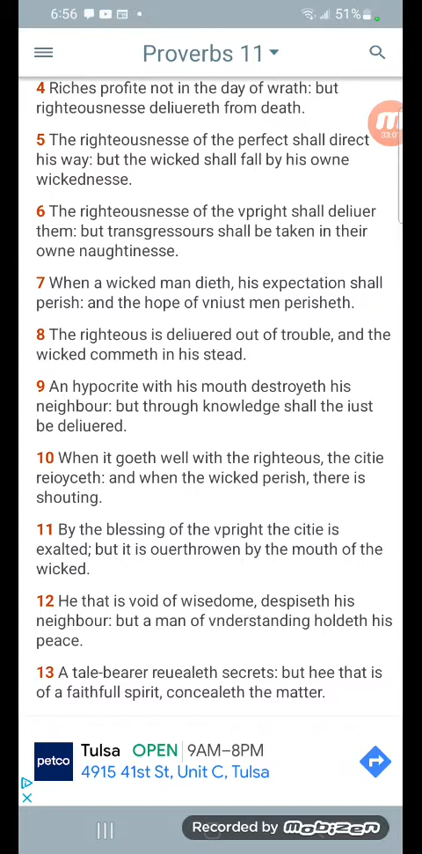 6:56
51%
Proverbs 11
4 Riches profite not in the day of wrath: but
righteousnesse deliuereth from death.
5 The righteousnesse of the perfect shall direct
his way: but the wicked shall fall by his owne
wickednesse.
6 The righteousnesse of the vpright shall deliuer
them: but transgressours shall be taken in their
owne naughtinesse.
7 When a wicked man dieth, his expectation shall
perish: and the hope of vniust men perisheth.
8 The righteous is deliuered out of trouble, and the
wicked commeth in his stead.
9 An hypocrite with his mouth destroyeth his
neighbour: but through knowledge shall the iust
be deliuered.
10 When it goeth well with the righteous, the citie
reioyceth: and when the wicked perish, there is
shouting.
11 By the blessing of the vpright the citie is
exalted; but it is ouerthrowen by the mouth of the
wicked.
12 He that is void of wisedome, despiseth his
neighbour: but a man of vnderstanding holdeth his
peace.
13 A tale-bearer reuealeth secrets: but hee that is
of a faithfull spirit, concealeth the matter.
petco
Tulsa OPEN 9AM–8PM
4915 41st St, Unit C, Tulsa
Recorded by mobizen